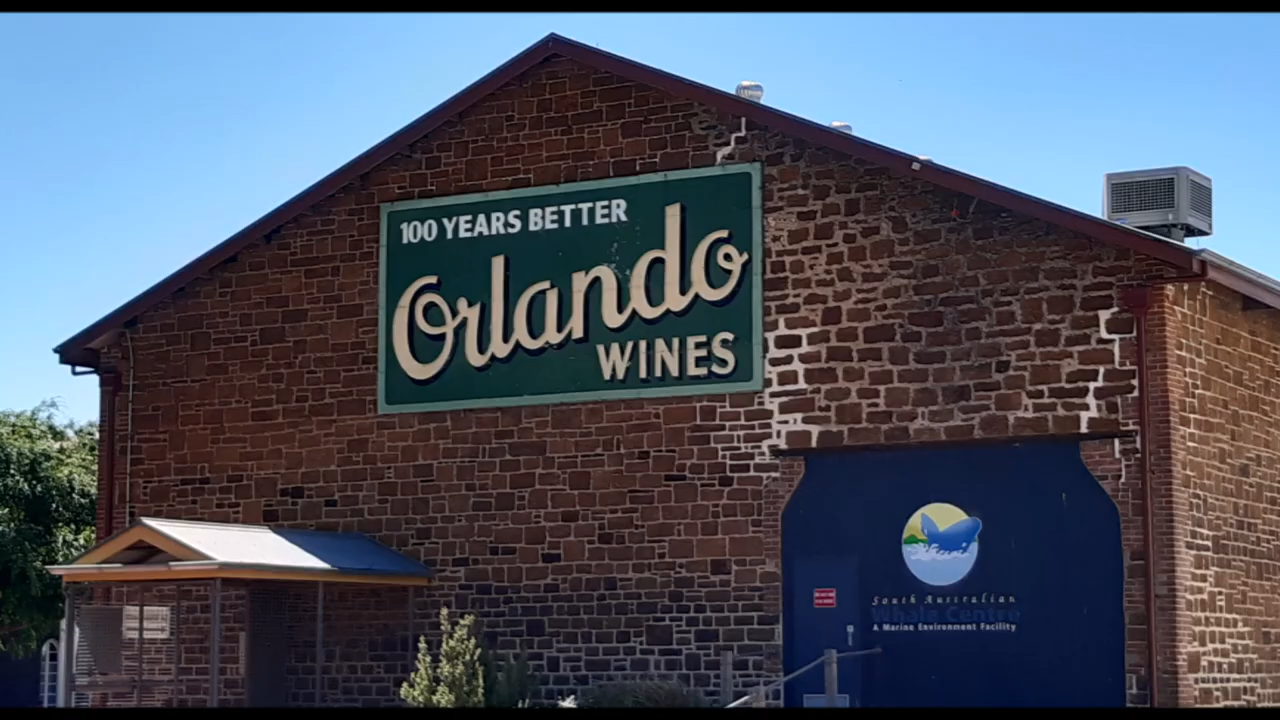 100 YEARS BETTER
Orlando
WINES
South Australian
Whale Centre
A Marine Environment Facility